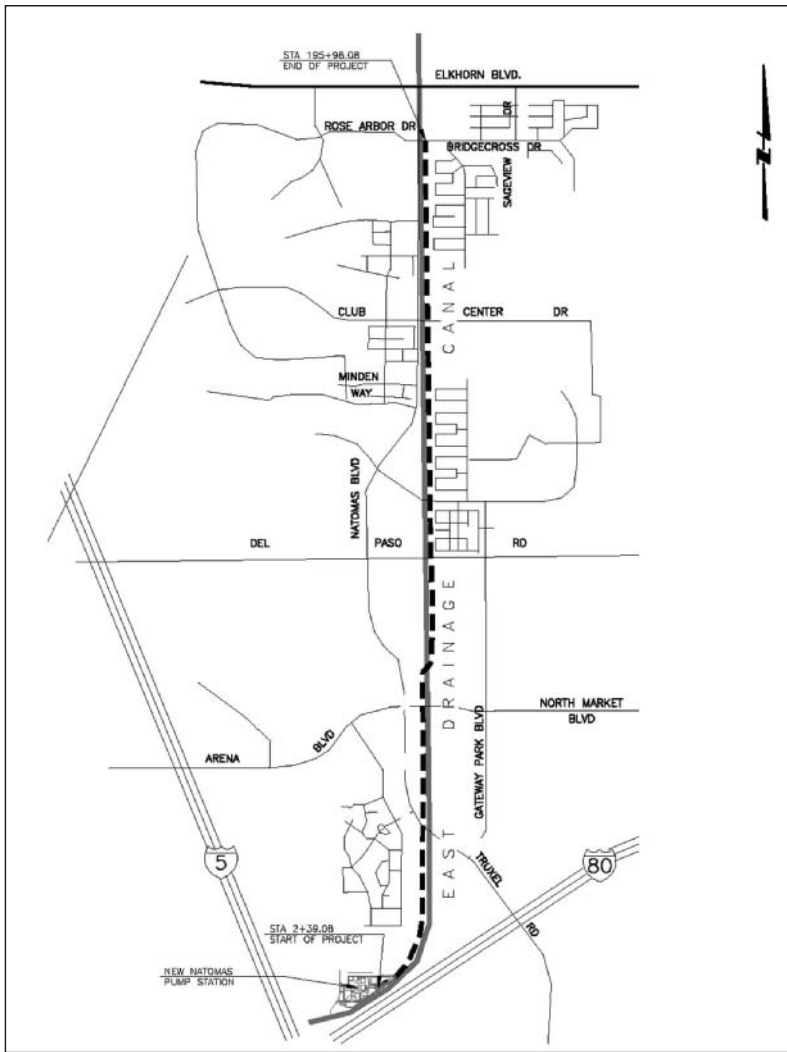 STA 195+98.08
END OF PROJECT
ELKHORN BLVD.
ROSE ARBOR DR
DR
BRIDGECROSS DR
SAGEVIEW
CLUB
CENTER DR
MINDEN
WAY
NATOMAS BLVD
DEL PASO RD
EAST DRAINAGE CANAL
NORTH MARKET
BLVD
GATEWAY PARK BLVD
ARENA
BLVD
5
80
TRUXEL
RD
STA 2+39.08
START OF PROJECT
NEW NATOMAS
PUMP STATION